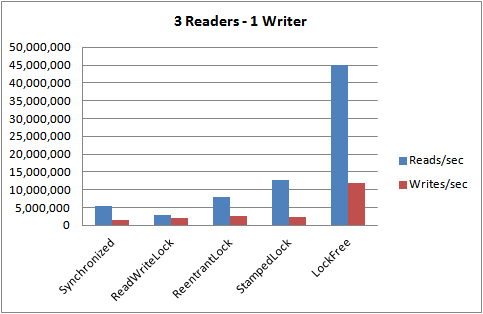 3 Readers - 1 Writer
50,000,000
45,000,000
40,000,000
35,000,000
30,000,000
25,000,000
20,000,000
15,000,000
10,000,000
5,000,000
0
Reads/sec
Writes/sec
Synchronized
ReadWriteLock
ReentrantLock
StampedLock
LockFree